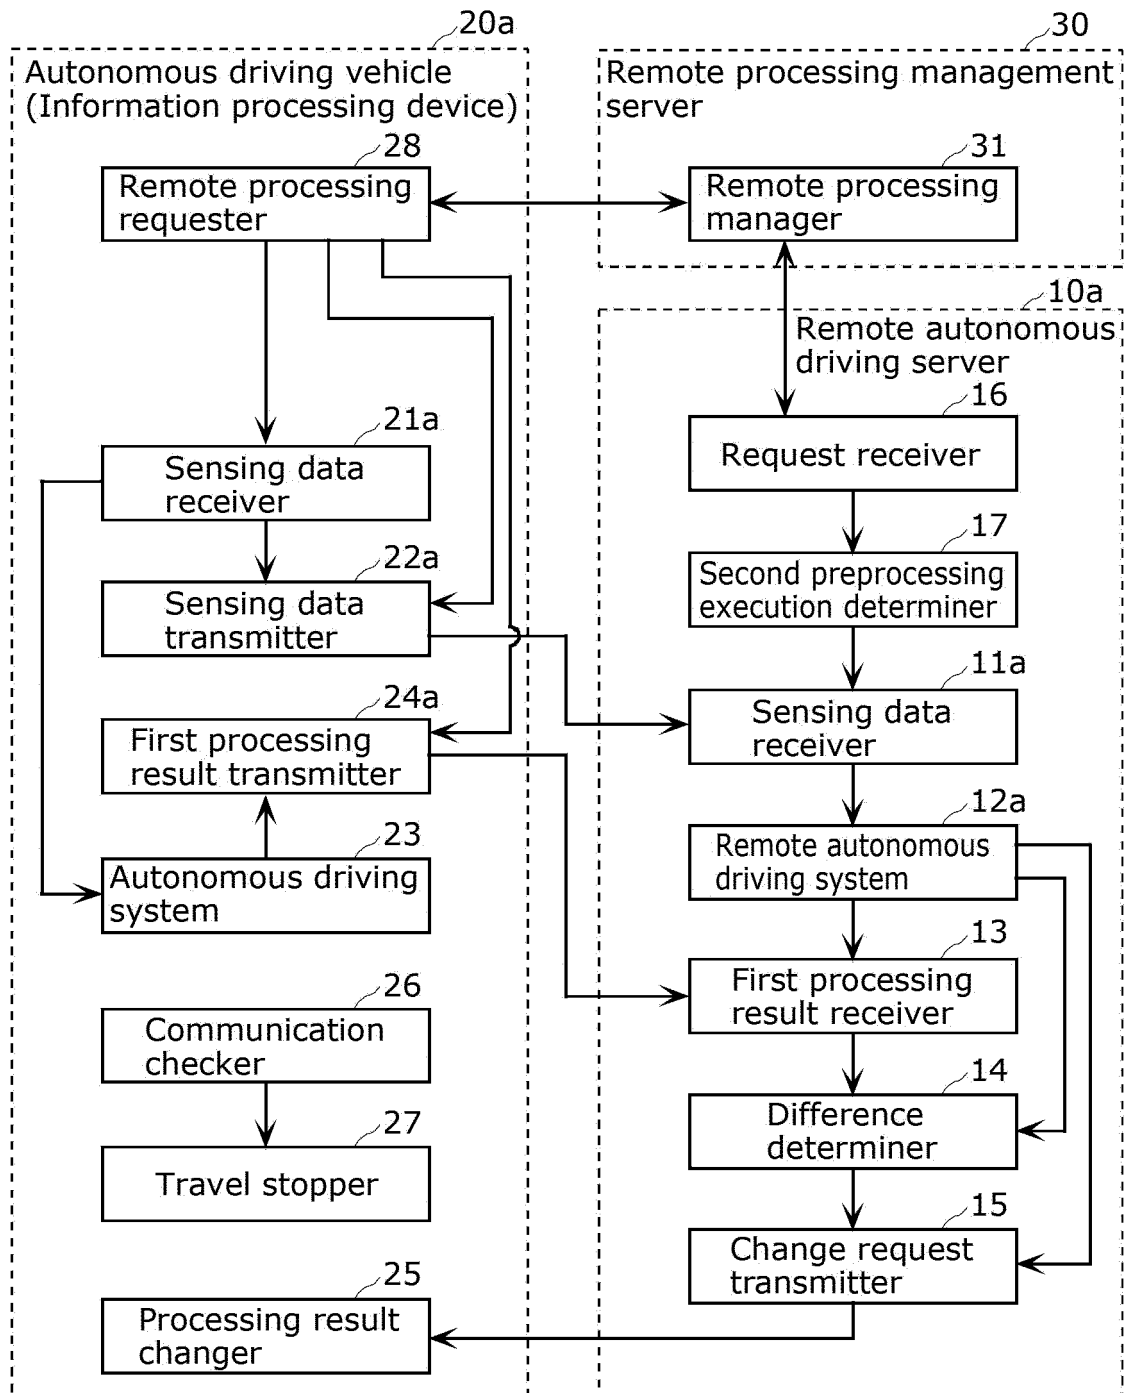 20a
Autonomous driving vehicle
(Information processing device)
28
Remote processing
requester
21a
Sensing data
receiver
22a
Sensing data
transmitter
24a
First processing
result transmitter
23
Autonomous driving
system
26
Communication
checker
27
Travel stopper
25
Processing result
changer
30
Remote processing management
server
31
Remote processing
manager
10a
Remote autonomous
driving server
16
Request receiver
17
Second preprocessing
execution determiner
11a
Sensing data
receiver
12a
Remote autonomous
driving system
13
First processing
result receiver
14
Difference
determiner
15
Change request
transmitter